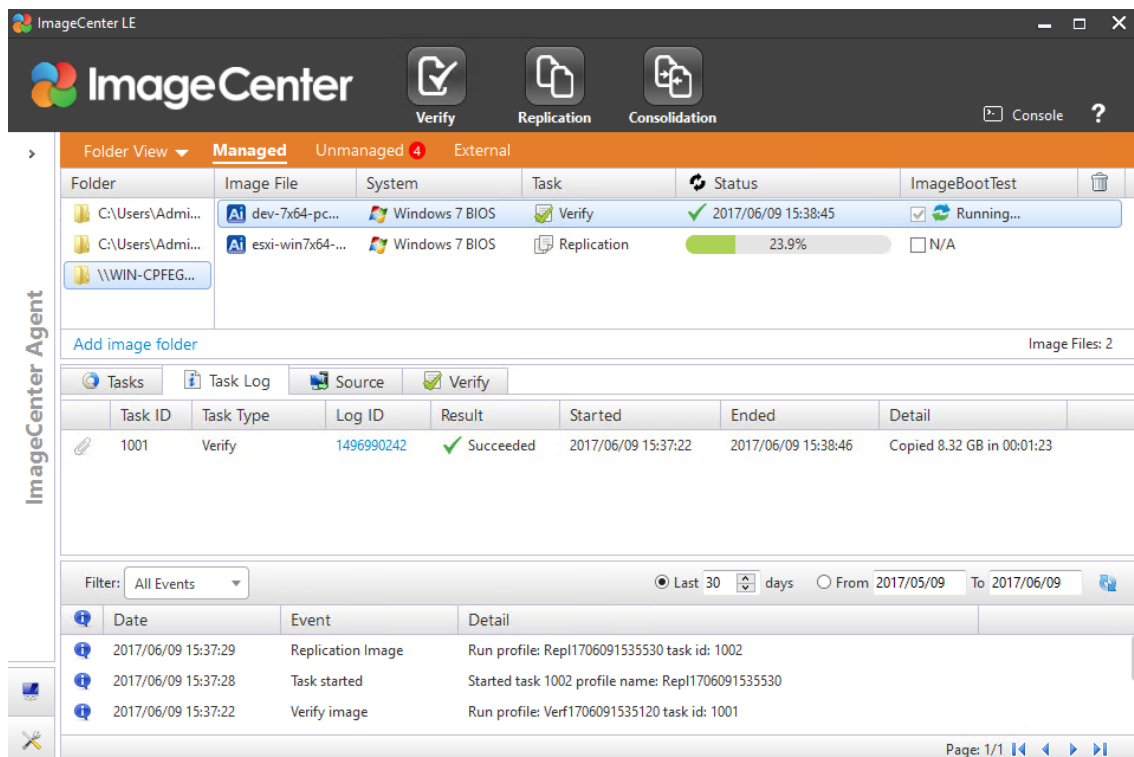 ImageCenter LE
ImageCenter
Verify
Replication
Consolidation
Console
?
Folder View
Managed
Unmanaged 4
External
Folder Image File System Task Status ImageBootTest
C:\Users\Admi... Ai dev-7x64-pc... Windows 7 BIOS Verify 2017/06/09 15:38:45 Running...
C:\Users\Admi... Ai esxi-win7x64-... Windows 7 BIOS Replication 23.9% N/A
\\WIN-CPFEG...
Add image folder
Image Files: 2
ImageCenter Agent
Tasks Task Log Source Verify
Task ID Task Type Log ID Result Started Ended Detail
1001 Verify 1496990242 Succeeded 2017/06/09 15:37:22 2017/06/09 15:38:46 Copied 8.32 GB in 00:01:23
Filter: All Events Last 30 days From 2017/05/09 To 2017/06/09
Date Event Detail
2017/06/09 15:37:29 Replication Image Run profile: Repl1706091535530 task id: 1002
2017/06/09 15:37:28 Task started Started task 1002 profile name: Repl1706091535530
2017/06/09 15:37:22 Verify image Run profile: Verf1706091535120 task id: 1001
Page: 1/1